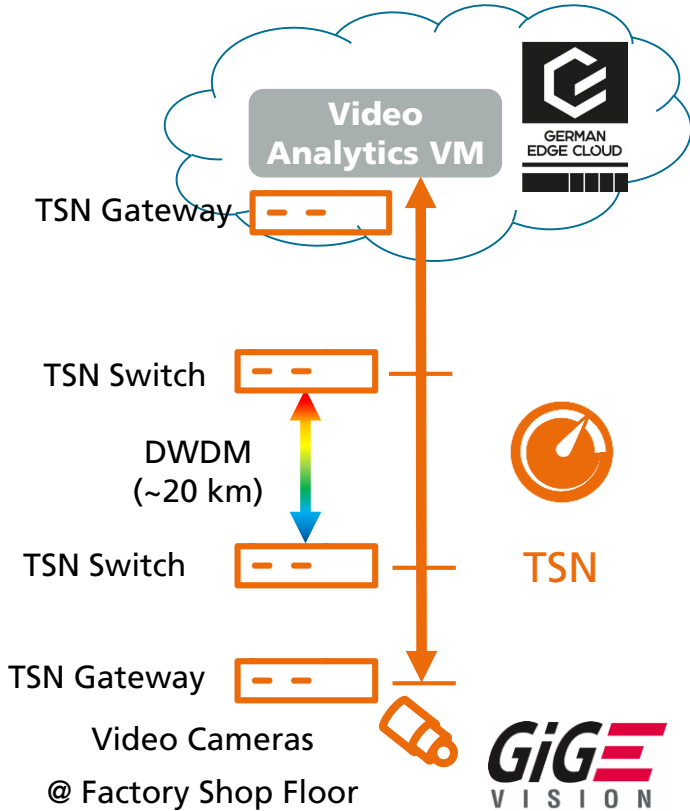 Video
Analytics VM
GERMAN
EDGE CLOUD
TSN Gateway
TSN Switch
DWDM
(~20 km)
TSN Switch
TSN
TSN Gateway
Video Cameras
@ Factory Shop Floor
GiGE
VISION